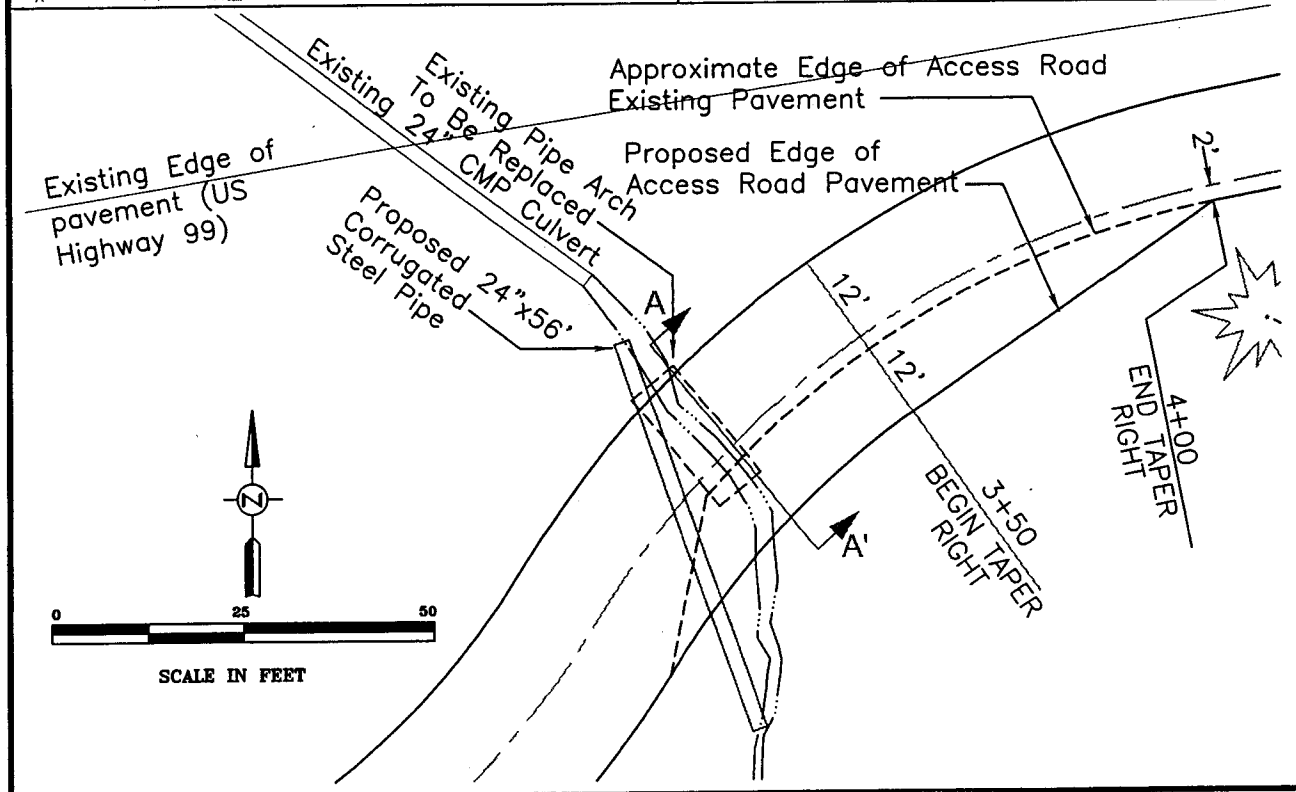 Existing 24" CMP Culvert
Existing Pipe Arch
To Be Replaced
Approximate Edge of Access Road
Existing Pavement
Proposed Edge of
Access Road Pavement
2'
Existing Edge of
pavement (US
Highway 99)
Proposed 24"x56'
Corrugated
Steel Pipe
A
12'
12'
4+00
END TAPER
RIGHT
3+50
BEGIN TAPER
RIGHT
A'
N
0 25 50
SCALE IN FEET